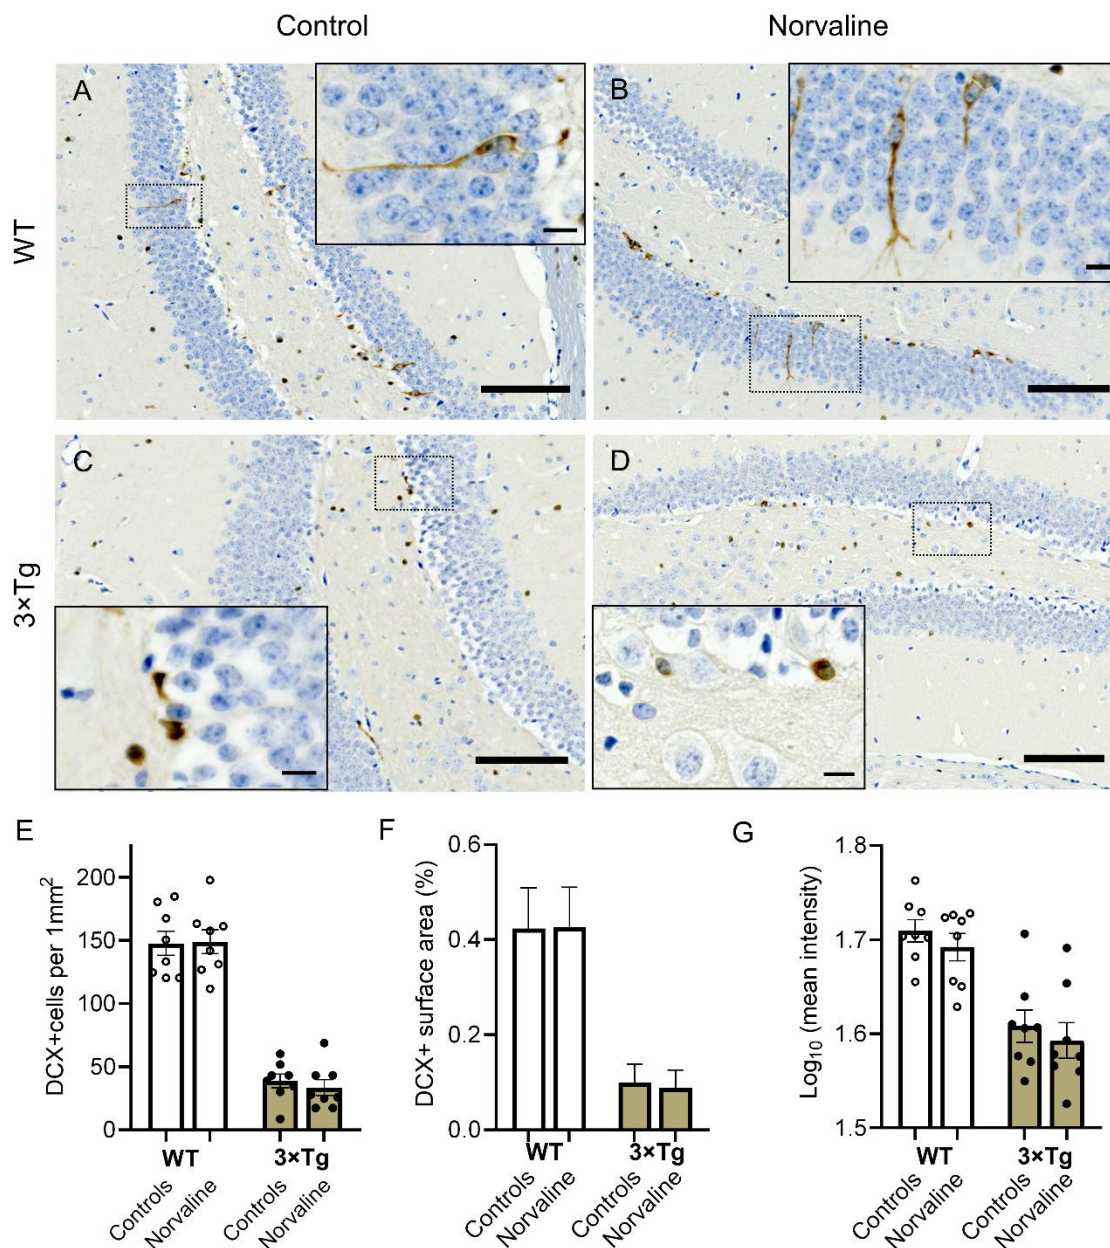 Control
Norvaline
WT
A
B
3×Tg
C
D
E
DCX+cells per 1mm²
200
150
100
50
0
WT
3×Tg
Controls
Norvaline
Controls
Norvaline
F
DCX+ surface area (%)
0.6
0.4
0.2
0.0
WT
3×Tg
Controls
Norvaline
Controls
Norvaline
G
Log₁₀ (mean intensity)
1.8
1.7
1.6
1.5
WT
3×Tg
Controls
Norvaline
Controls
Norvaline